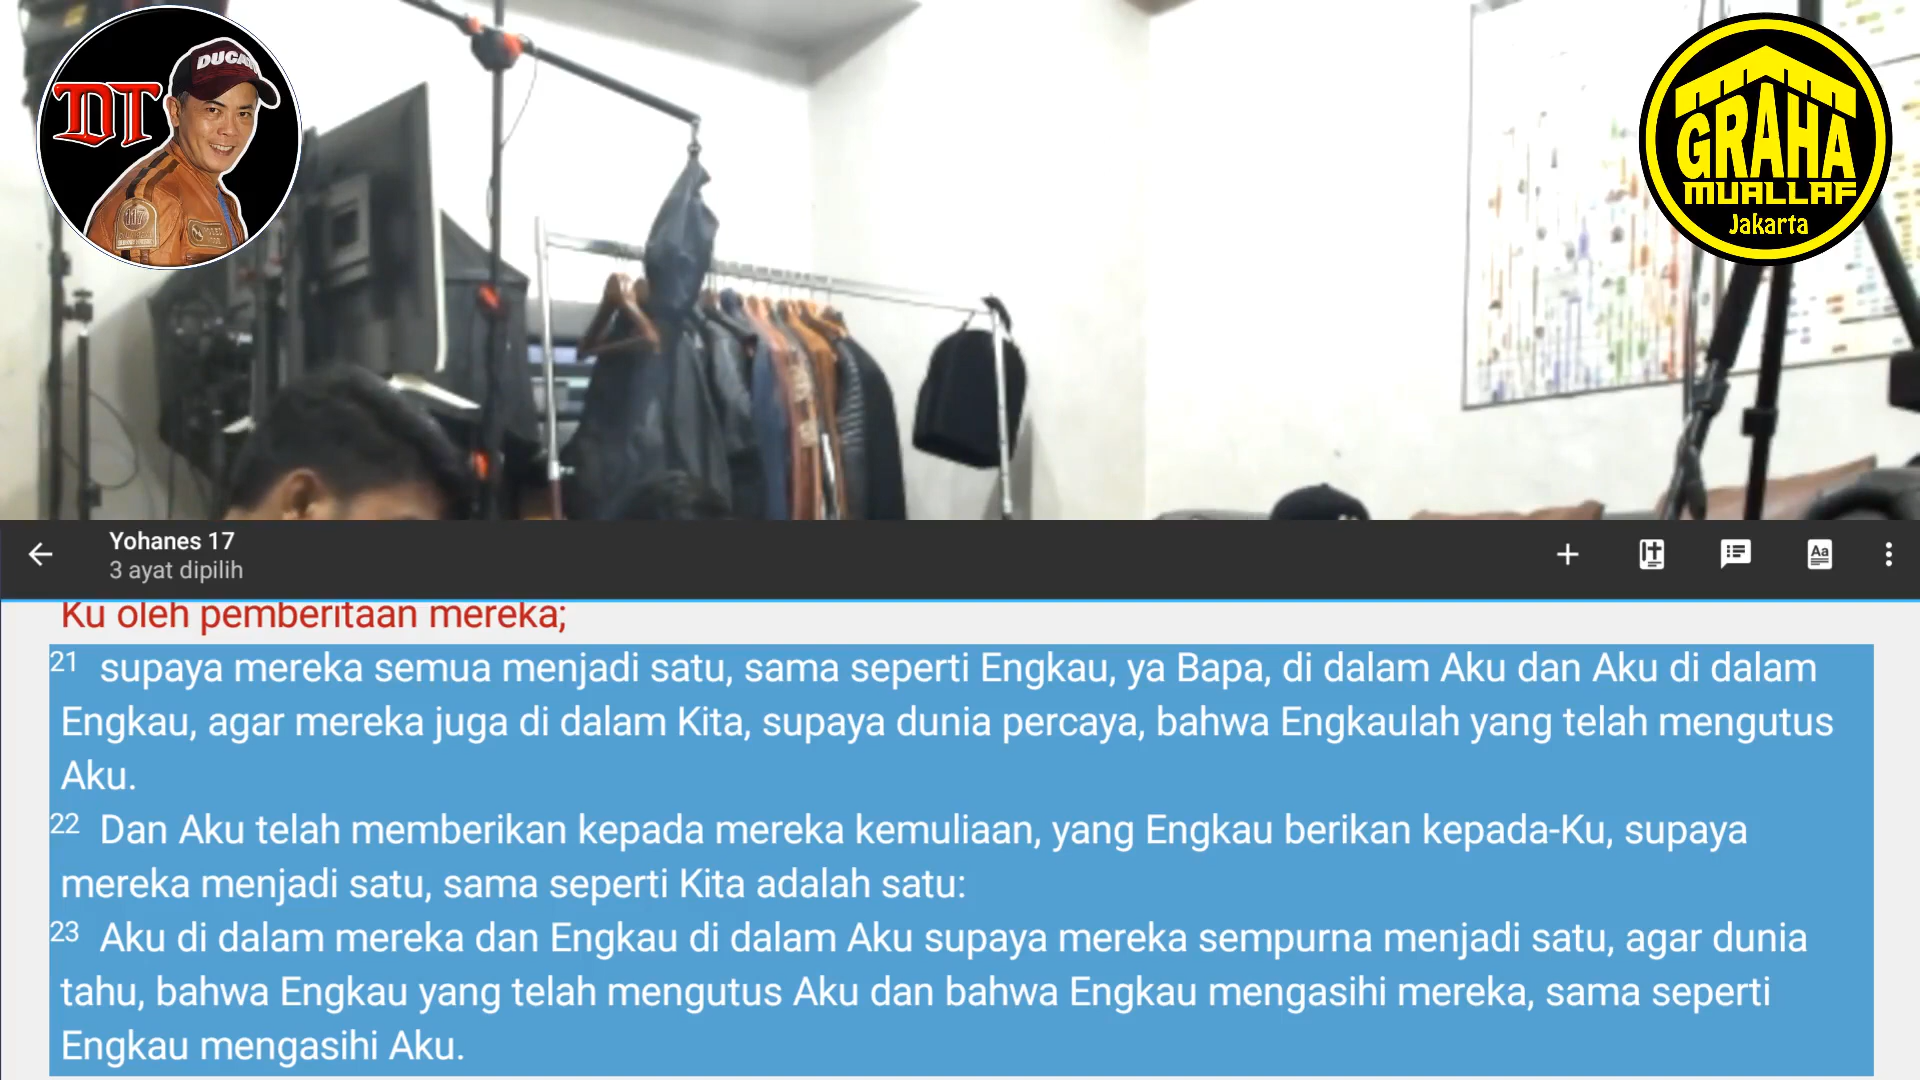 DT
DUCATI
117
GRAHA
MUALLAF
Jakarta
Yohanes 17
3 ayat dipilih
Ku oleh pemberitaan mereka;
21 supaya mereka semua menjadi satu, sama seperti Engkau, ya Bapa, di dalam Aku dan Aku di dalam
Engkau, agar mereka juga di dalam Kita, supaya dunia percaya, bahwa Engkaulah yang telah mengutus
Aku.
22 Dan Aku telah memberikan kepada mereka kemuliaan, yang Engkau berikan kepada-Ku, supaya
mereka menjadi satu, sama seperti Kita adalah satu:
23 Aku di dalam mereka dan Engkau di dalam Aku supaya mereka sempurna menjadi satu, agar dunia
tahu, bahwa Engkau yang telah mengutus Aku dan bahwa Engkau mengasihi mereka, sama seperti
Engkau mengasihi Aku.